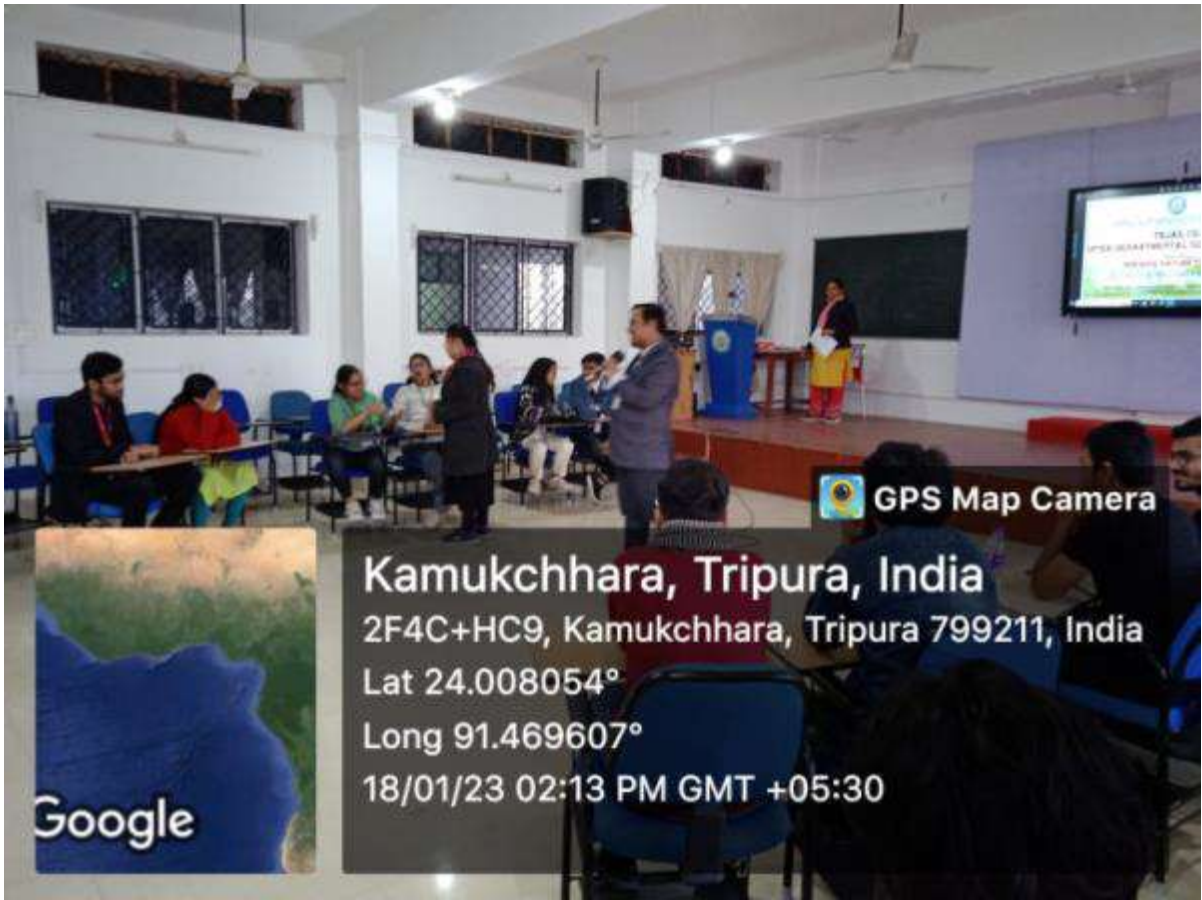 GPS Map Camera
Kamukchhara, Tripura, India
2F4C+HC9, Kamukchhara, Tripura 799211, India
Lat 24.008054°
Long 91.469607°
18/01/23 02:13 PM GMT +05:30
Google